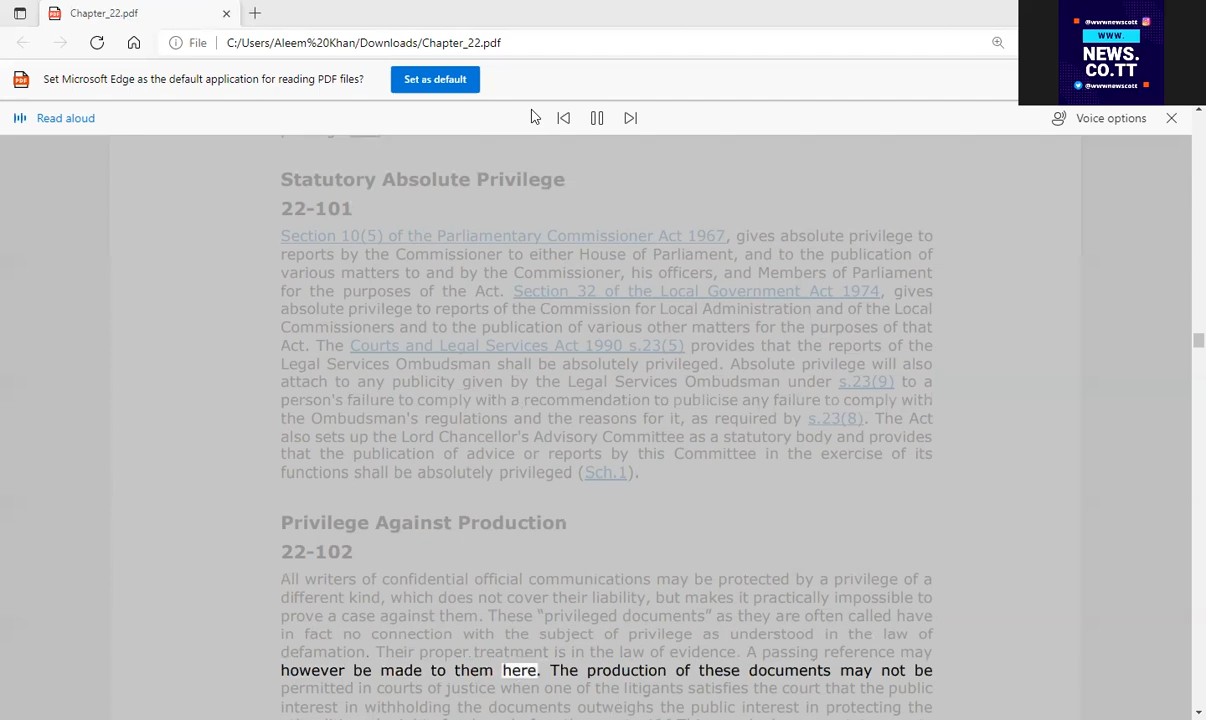 Chapter_22.pdf
File
C:/Users/Aleem%20Khan/Downloads/Chapter_22.pdf
@wwwnewscott
WWW.
NEWS.
CO.TT
@wwwnewscott
Set Microsoft Edge as the default application for reading PDF files?
Set as default
Read aloud
Voice options
Statutory Absolute Privilege
22-101
Section 10(5) of the Parliamentary Commissioner Act 1967, gives absolute privilege to
reports by the Commissioner to either House of Parliament, and to the publication of
various matters to and by the Commissioner, his officers, and Members of Parliament
for the purposes of the Act. Section 32 of the Local Government Act 1974, gives
absolute privilege to reports of the Commission for Local Administration and of the Local
Commissioners and to the publication of various other matters for the purposes of that
Act. The Courts and Legal Services Act 1990 s.23(5) provides that the reports of the
Legal Services Ombudsman shall be absolutely privileged. Absolute privilege will also
attach to any publicity given by the Legal Services Ombudsman under s.23(9) to a
person's failure to comply with a recommendation to publicise any failure to comply with
the Ombudsman's regulations and the reasons for it, as required by s.23(8). The Act
also sets up the Lord Chancellor's Advisory Committee as a statutory body and provides
that the publication of advice or reports by this Committee in the exercise of its
functions shall be absolutely privileged (Sch.1).
Privilege Against Production
22-102
All writers of confidential official communications may be protected by a privilege of a
different kind, which does not cover their liability, but makes it practically impossible to
prove a case against them. These “privileged documents” as they are often called have
in fact no connection with the subject of privilege as understood in the law of
defamation. Their proper treatment is in the law of evidence. A passing reference may
however be made to them here. The production of these documents may not be
permitted in courts of justice when one of the litigants satisfies the court that the public
interest in withholding the documents outweighs the public interest in protecting the